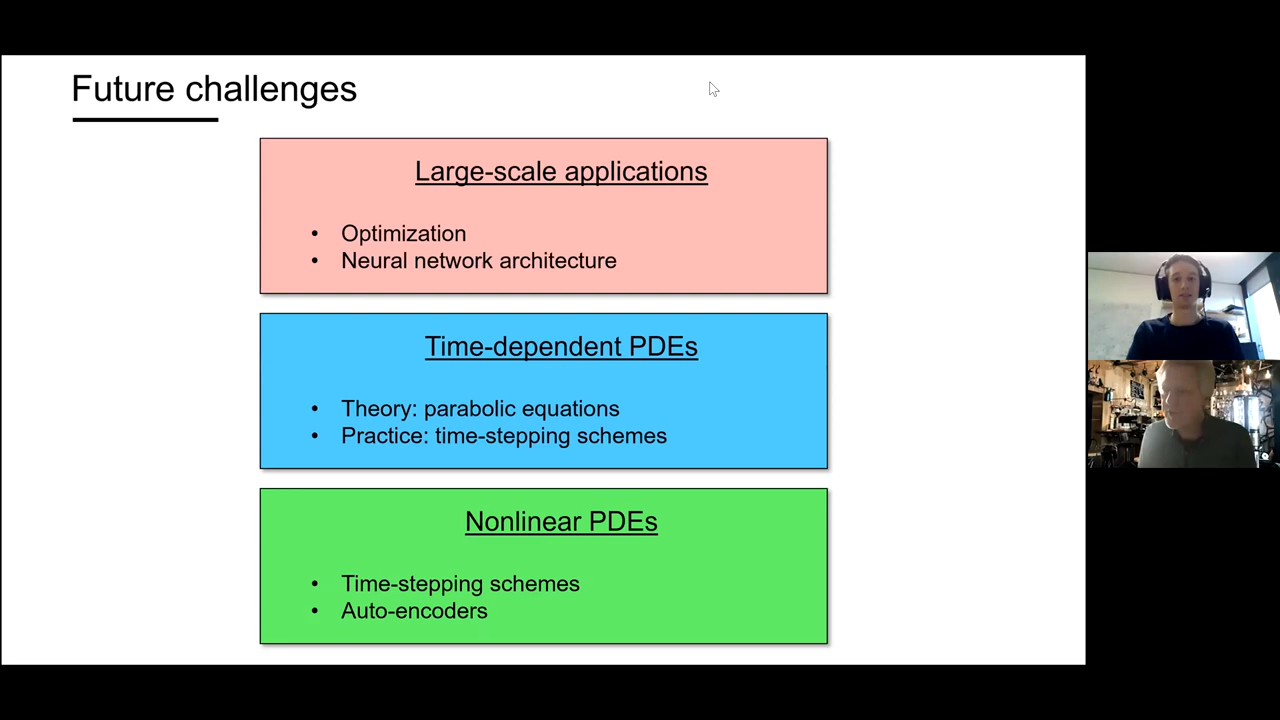 Future challenges
Large-scale applications
• Optimization
• Neural network architecture
Time-dependent PDEs
• Theory: parabolic equations
• Practice: time-stepping schemes
Nonlinear PDEs
• Time-stepping schemes
• Auto-encoders